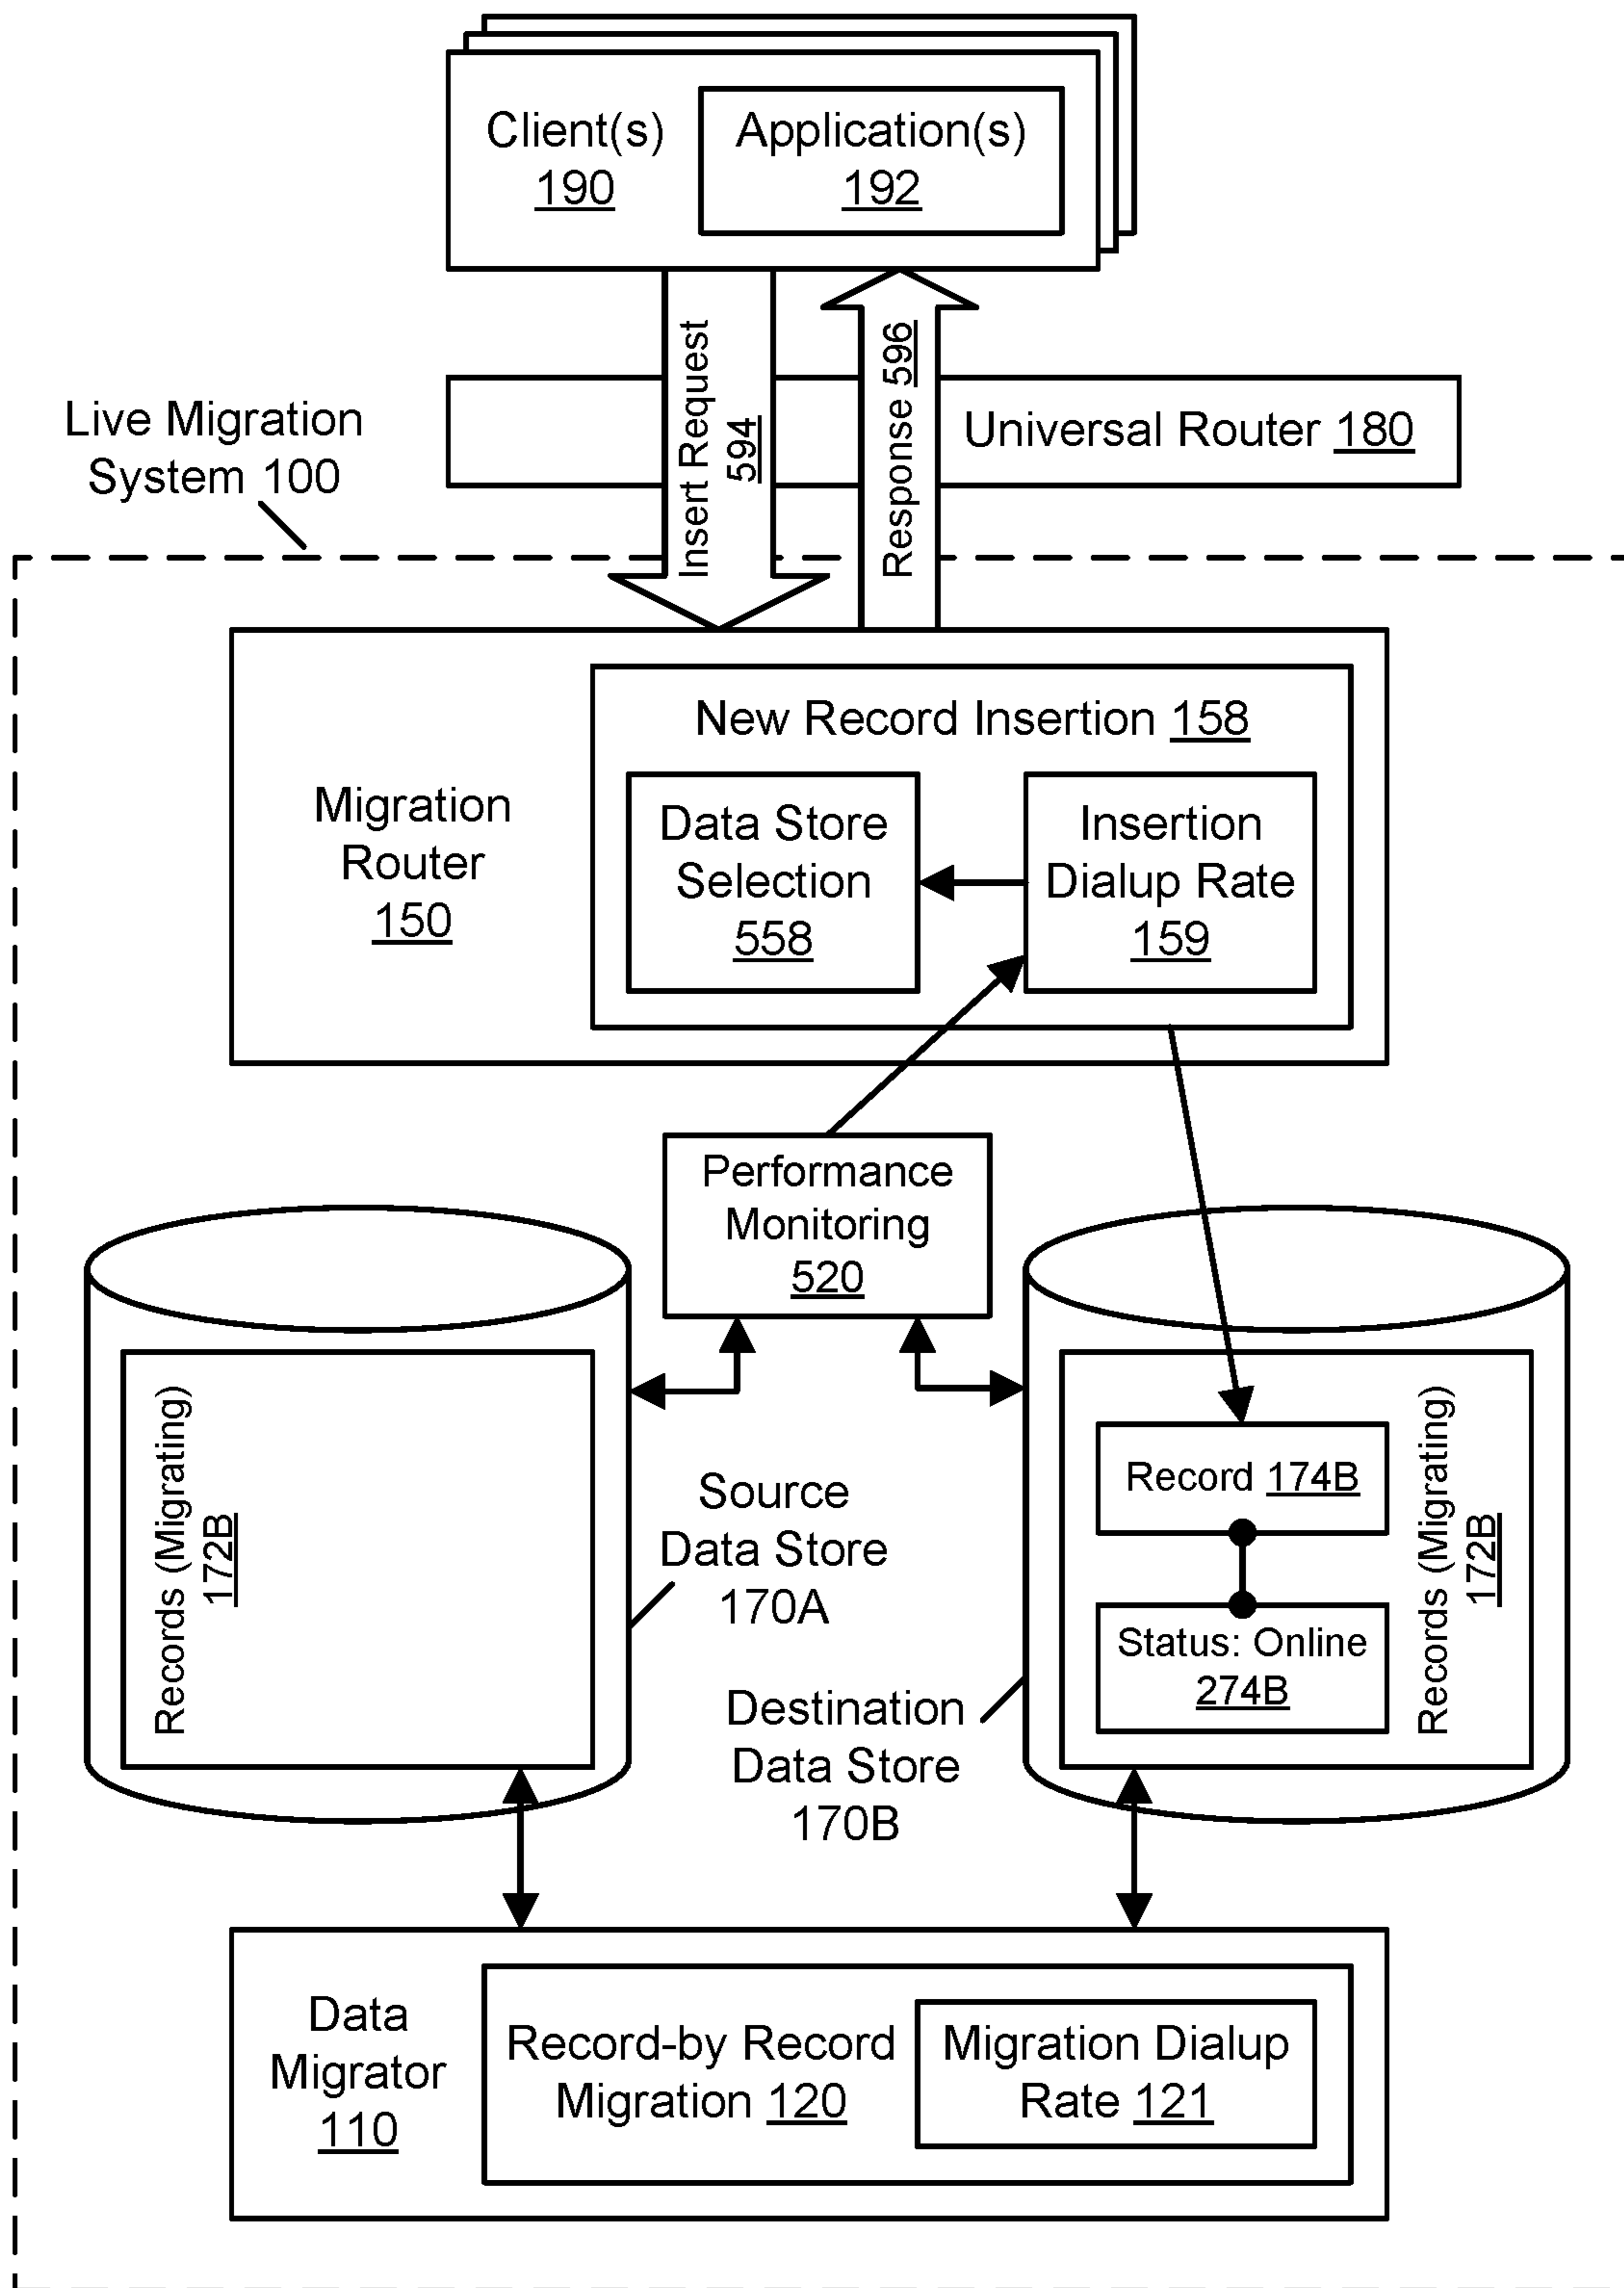 Client(s)
190
Application(s)
192
Insert Request
594
Response 596
Universal Router 180
Live Migration
System 100
New Record Insertion 158
Migration
Router
150
Data Store
Selection
558
Insertion
Dialup Rate
159
Performance
Monitoring
520
Records (Migrating)
172B
Source
Data Store
170A
Record 174B
Status: Online
274B
Records (Migrating)
172B
Destination
Data Store
170B
Data
Migrator
110
Record-by Record
Migration 120
Migration Dialup
Rate 121